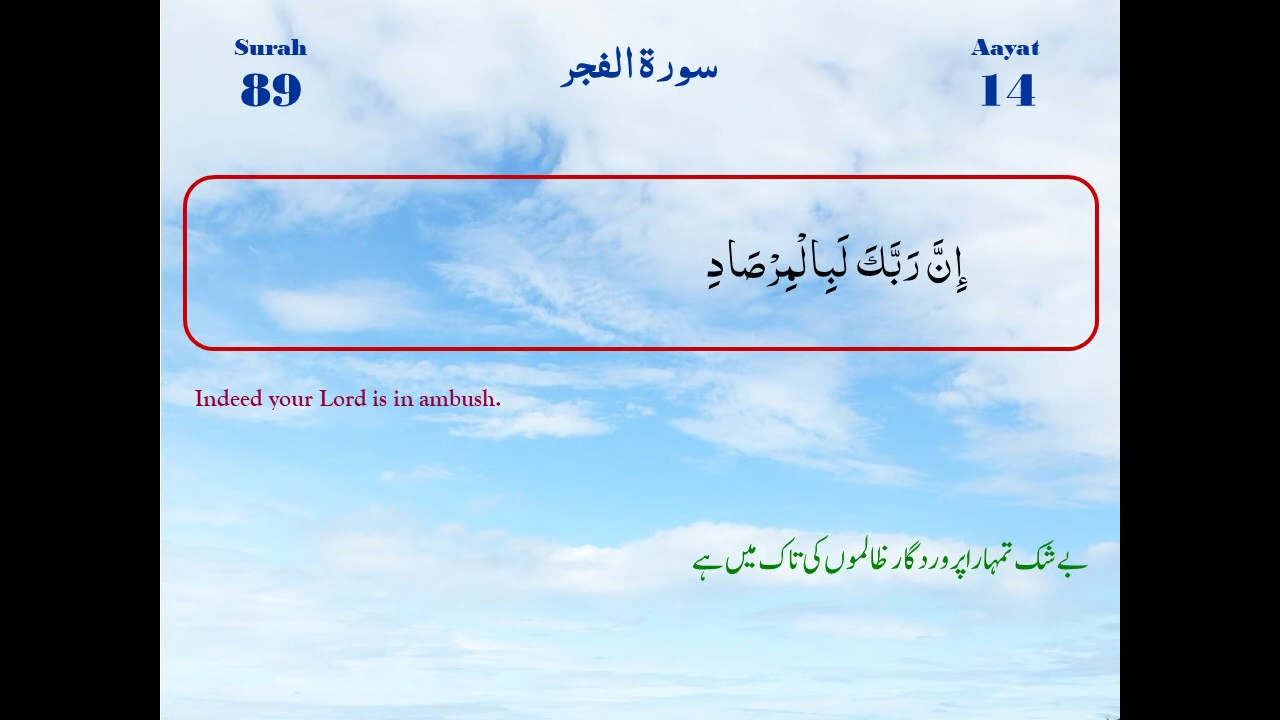 Surah
89
سورة الفجر
Aayat
14
إِنَّ رَبَّكَ لَبِالْمِرْصَادِ
Indeed your Lord is in ambush.
بے شک تمہارا پروردگار ظالموں کی تاک میں ہے